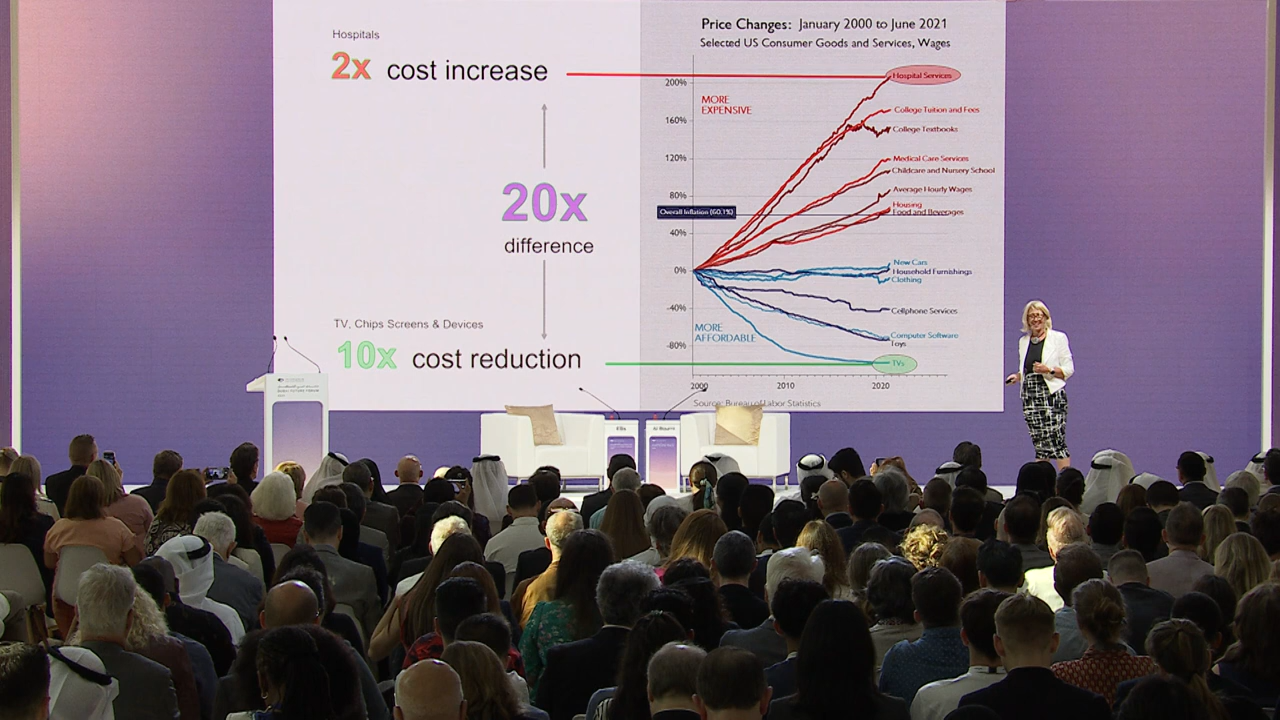 Hospitals
2x cost increase
20x
difference
TV, Chips Screens & Devices
10x cost reduction
Price Changes: January 2000 to June 2021
Selected US Consumer Goods and Services, Wages
200%
160%
120%
80%
40%
0%
-40%
-80%
MORE
EXPENSIVE
Overall Inflation (60.1%)
MORE
AFFORDABLE
Hospital Services
College Tuition and Fees
College Textbooks
Medical Care Services
Childcare and Nursery School
Average Hourly Wages
Housing
Food and Beverages
New Cars
Household Furnishings
Clothing
Cellphone Services
Computer Software
Toys
TVs
2000
2010
2020
Source: Bureau of Labor Statistics
DUBAI FUTURE FORUM